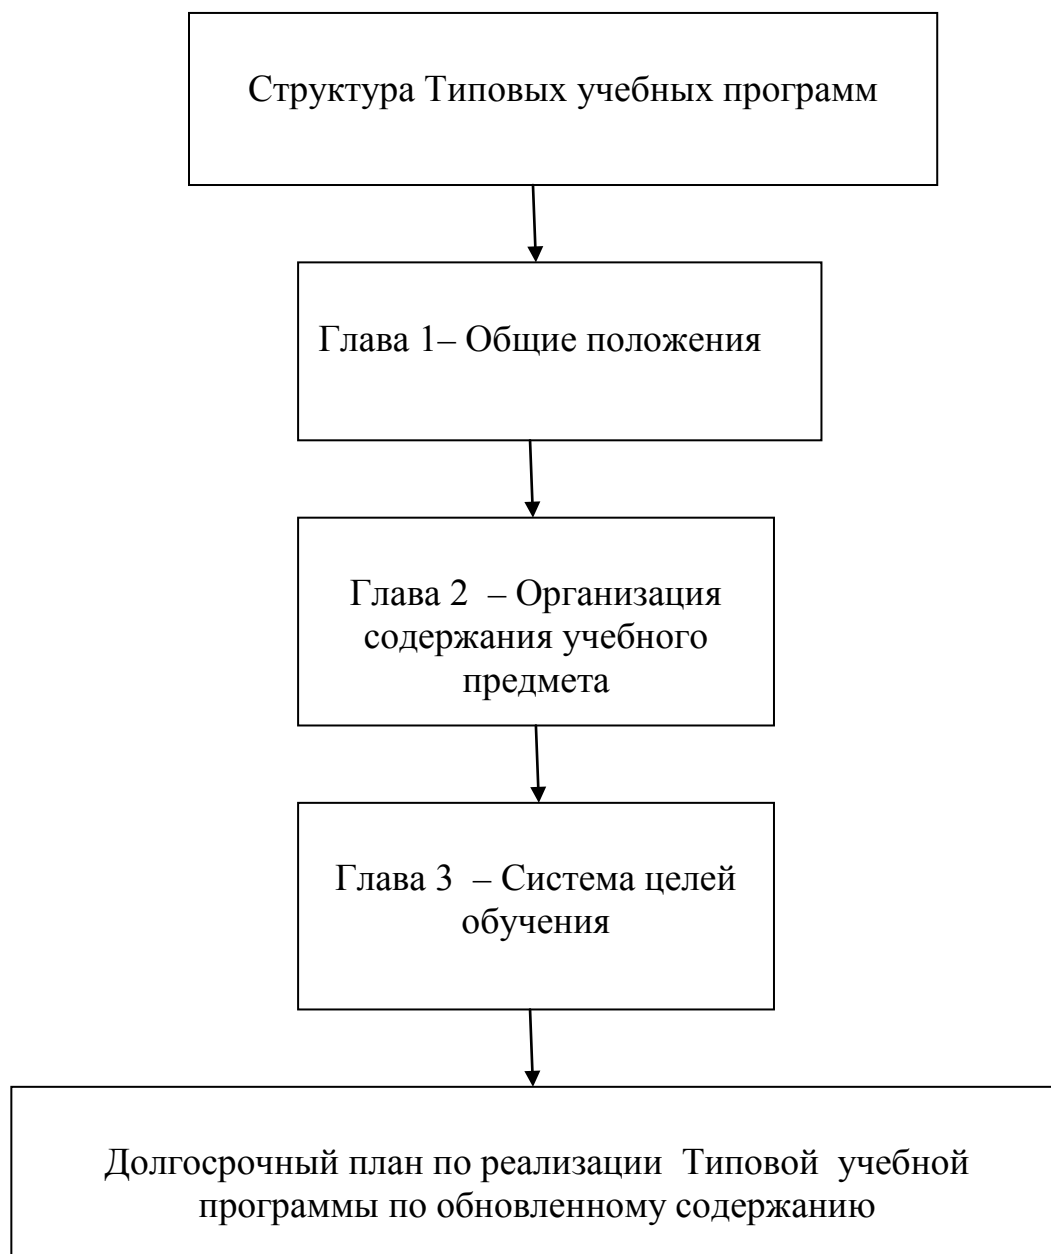 Структура Типовых учебных программ
Глава 1– Общие положения
Глава 2 – Организация
содержания учебного
предмета
Глава 3 – Система целей
обучения
Долгосрочный план по реализации Типовой учебной
программы по обновленному содержанию